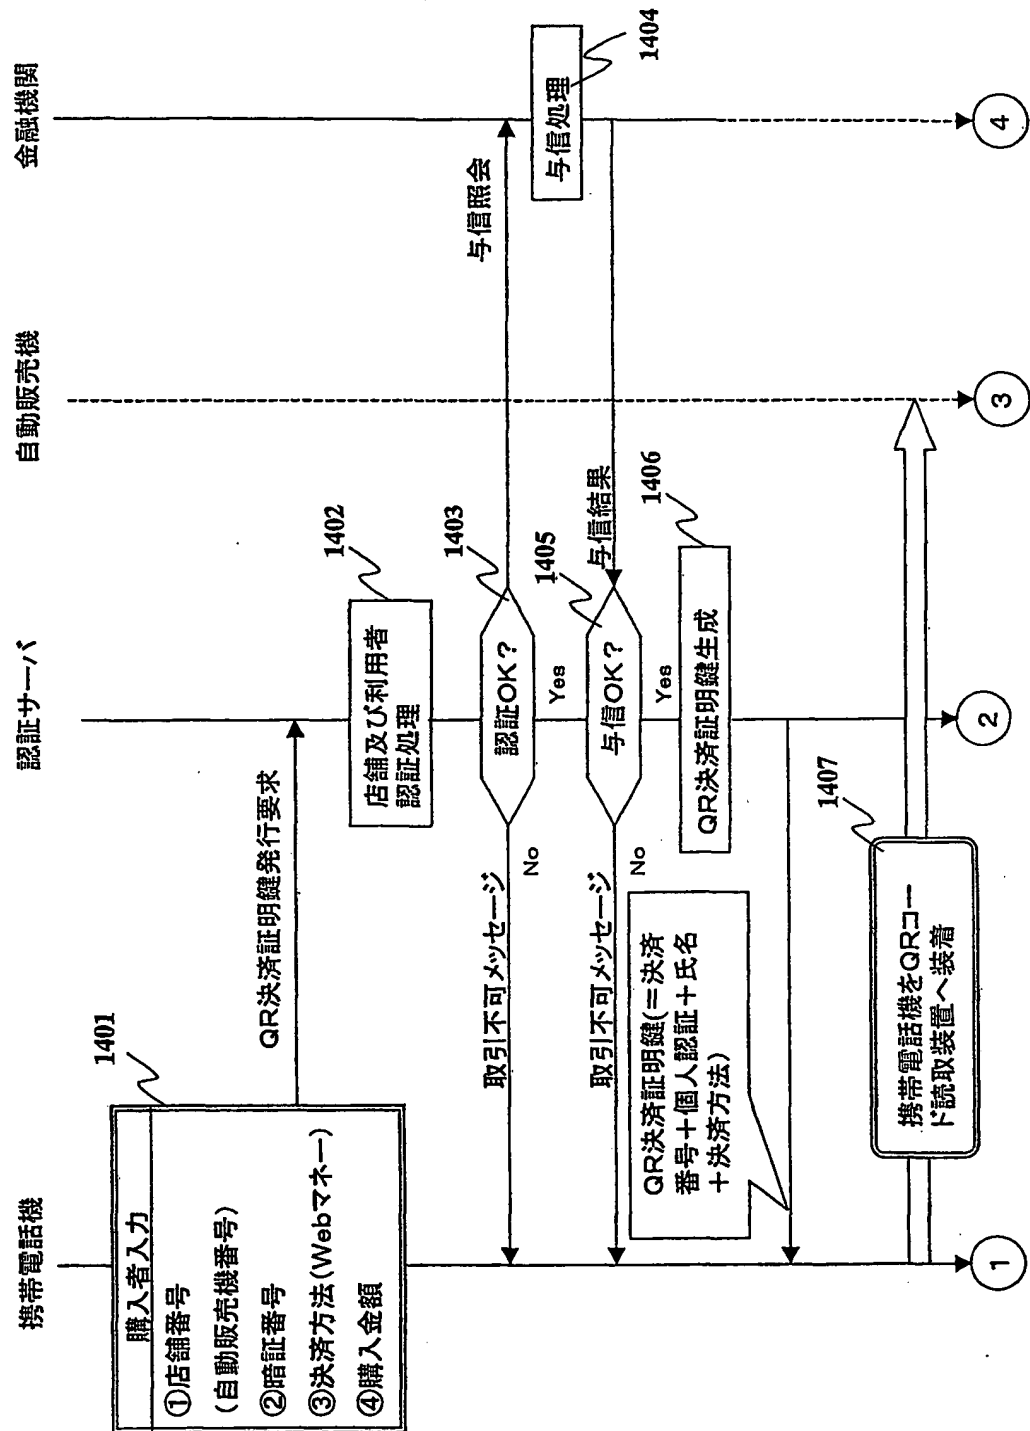 携帯電話機
認証サーバ
自動販売機
金融機関
1401
購入者入力
①店舗番号
(自動販売機番号)
②暗証番号
③決済方法(Webマネー)
④購入金額
QR決済証明鍵発行要求
1402
店舗及び利用者
認証処理
1403
認証OK?
与信照会
取引不可メッセージ
No
Yes
与信処理
1404
1405
与信OK?
与信結果
取引不可メッセージ
No
Yes
1406
QR決済証明鍵生成
QR決済証明鍵(=決済
番号+個人認証+氏名
+決済方法)
1407
携帯電話機をQRコー
ド読取装置へ装着
1
2
3
4